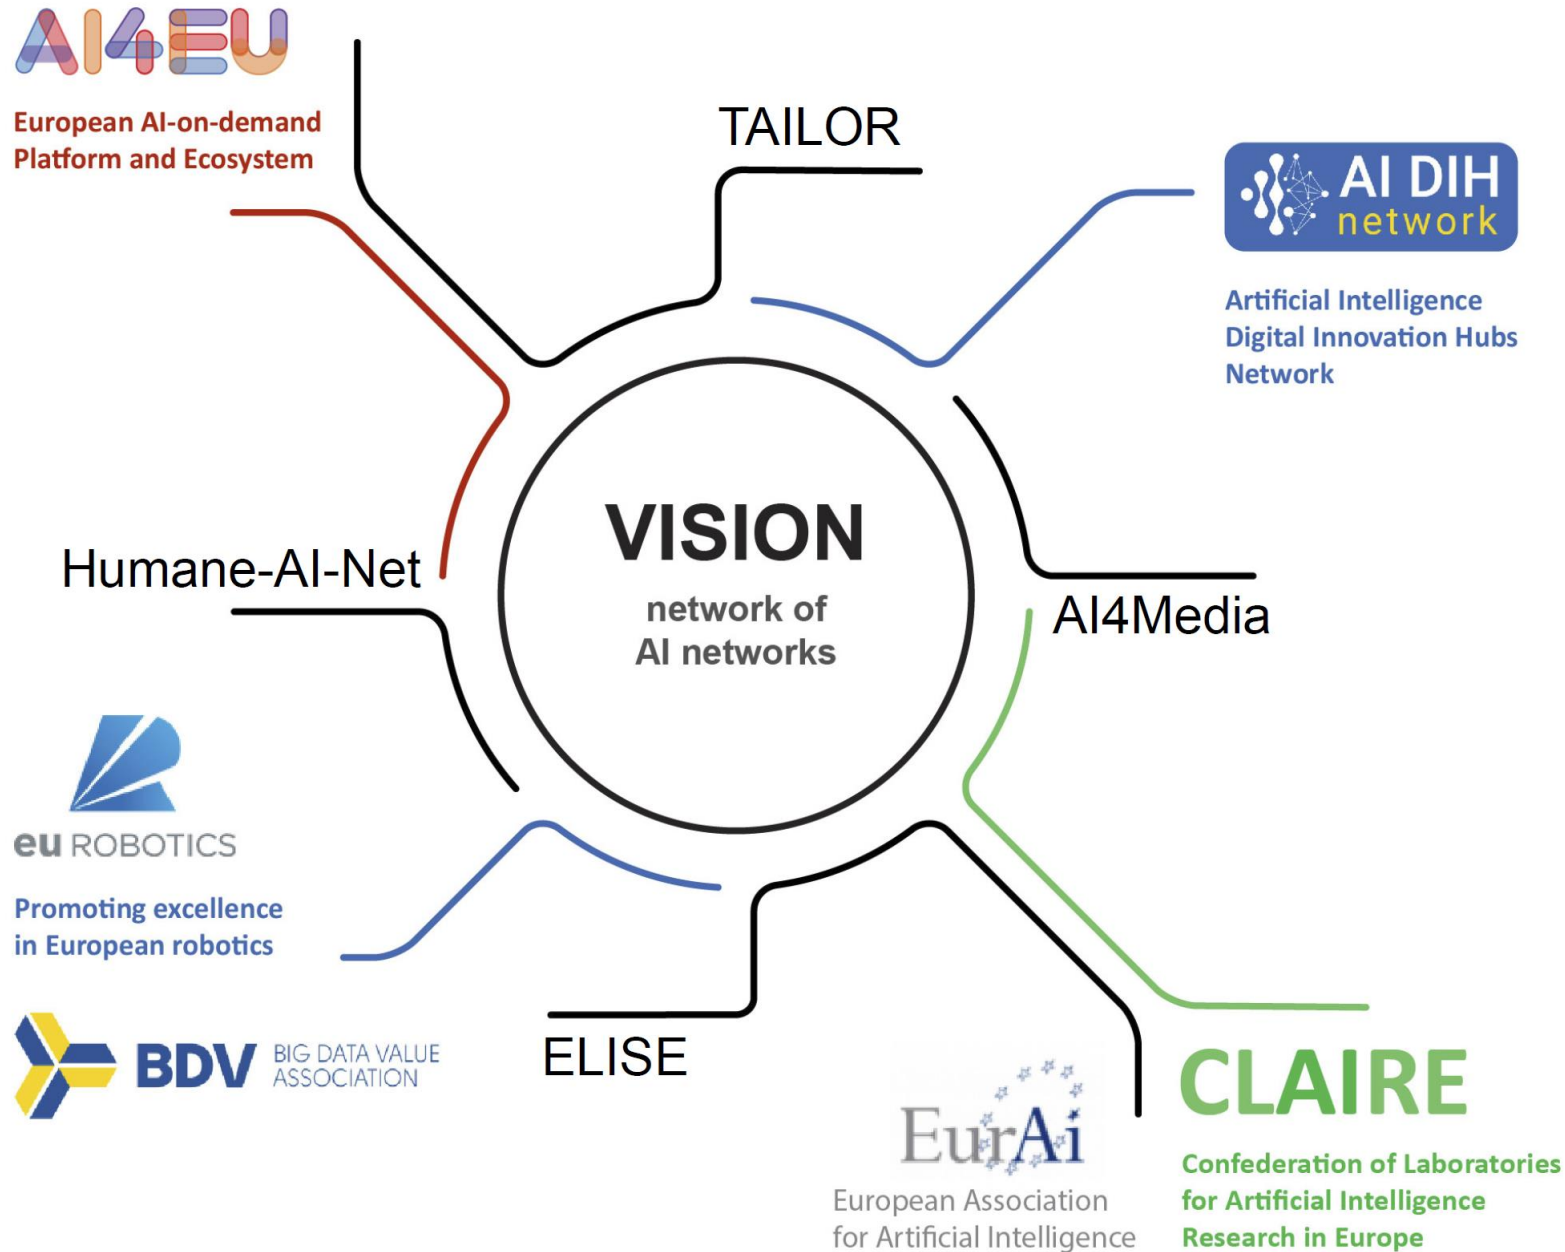 AI4EU
European AI-on-demand
Platform and Ecosystem
TAILOR
AI DIH
network
Artificial Intelligence
Digital Innovation Hubs
Network
VISION
network of
AI networks
Humane-AI-Net
AI4Media
eu ROBOTICS
Promoting excellence
in European robotics
BDV
BIG DATA VALUE
ASSOCIATION
ELISE
EurAi
European Association
for Artificial Intelligence
CLAIRE
Confederation of Laboratories
for Artificial Intelligence
Research in Europe